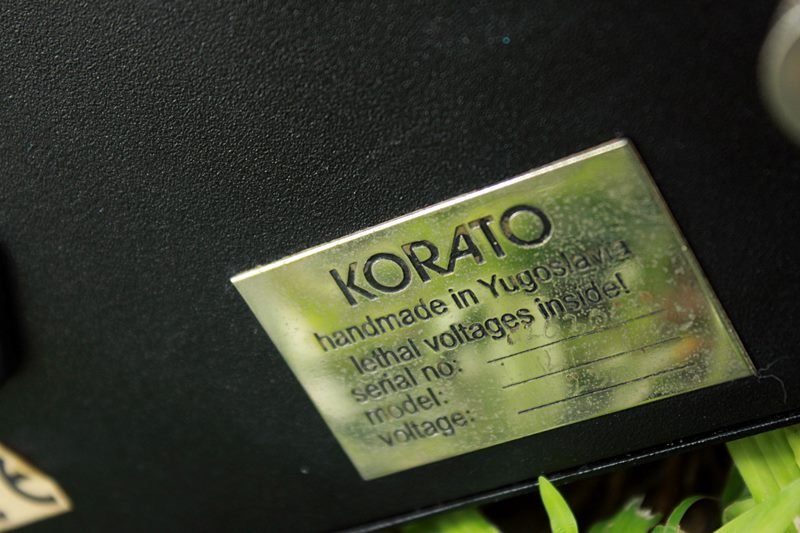 KORATO
handmade in Yugoslavia
lethal voltages inside!
serial no:
model:
voltage: